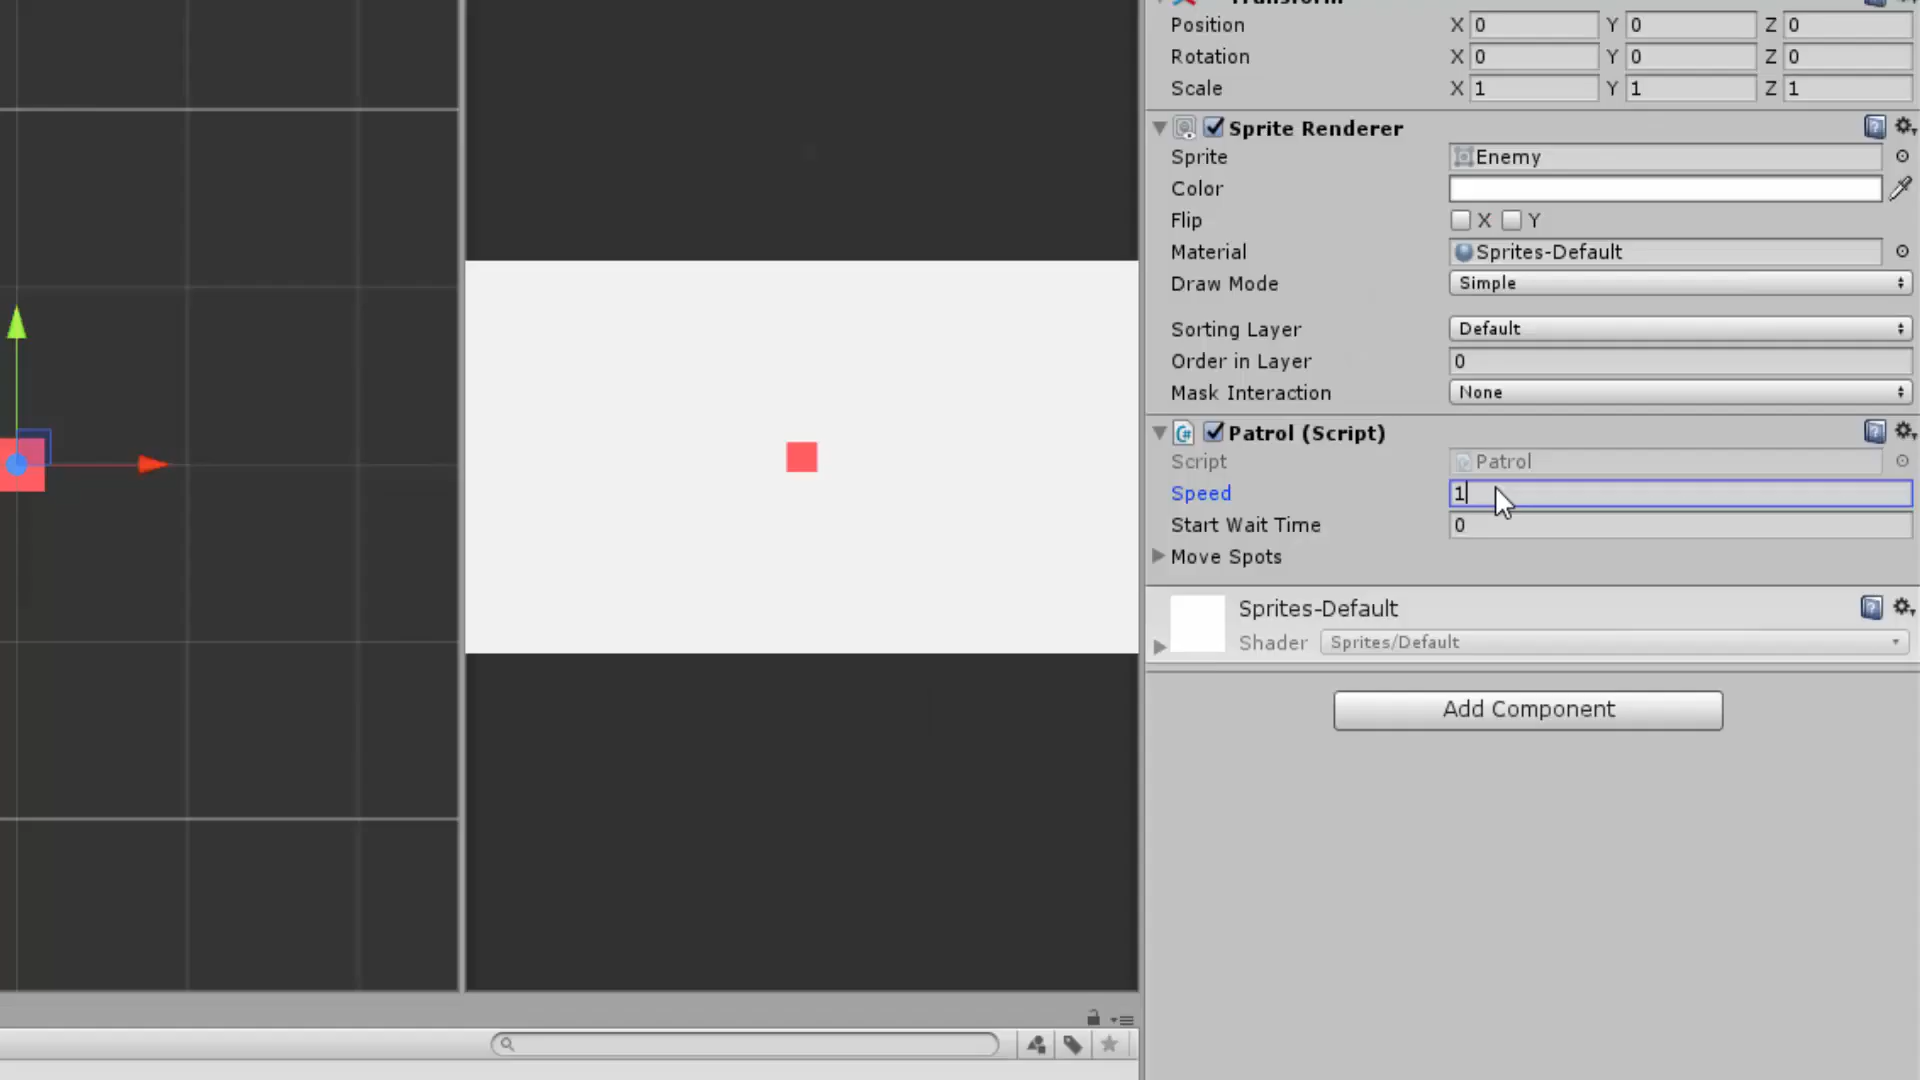 Transform
Position X 0 Y 0 Z 0
Rotation X 0 Y 0 Z 0
Scale X 1 Y 1 Z 1
Sprite Renderer
Sprite Enemy
Color
Flip X Y
Material Sprites-Default
Draw Mode Simple
Sorting Layer Default
Order in Layer 0
Mask Interaction None
Patrol (Script)
Script Patrol
Speed 1
Start Wait Time 0
Move Spots
Sprites-Default
Shader Sprites/Default
Add Component